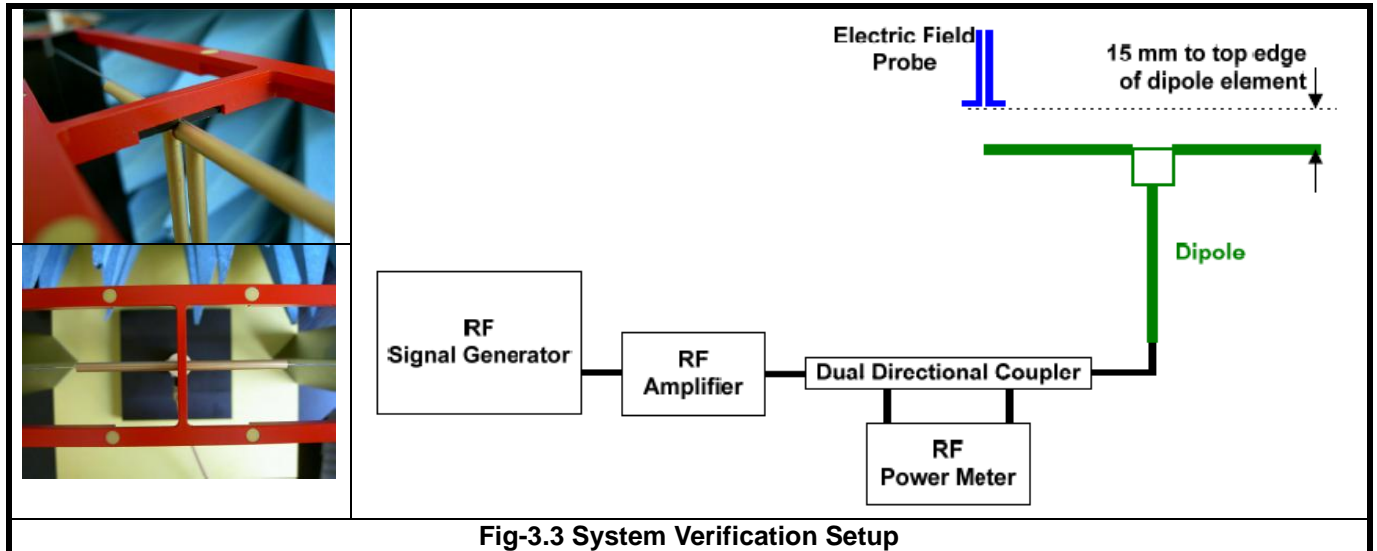 Electric Field
Probe
15 mm to top edge
of dipole element
Dipole
RF
Signal Generator
RF
Amplifier
Dual Directional Coupler
RF
Power Meter
Fig-3.3 System Verification Setup